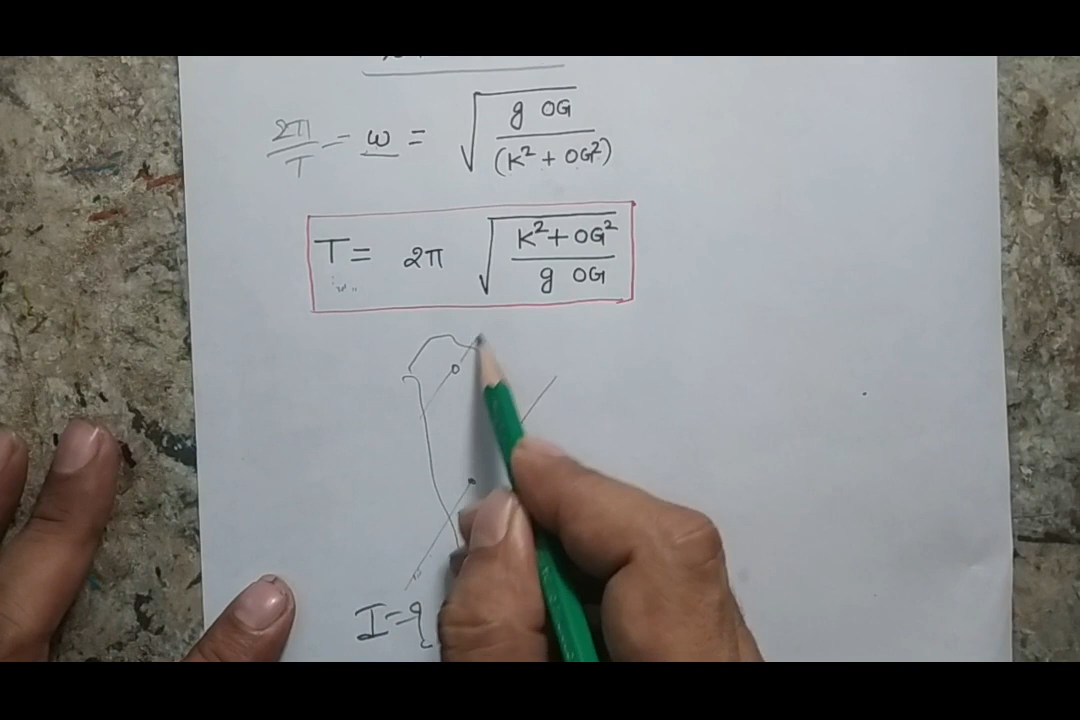 2π/T = ω = √(g OG / (K² + OG²))
T = 2π √(K² + OG² / g OG)
O
I =